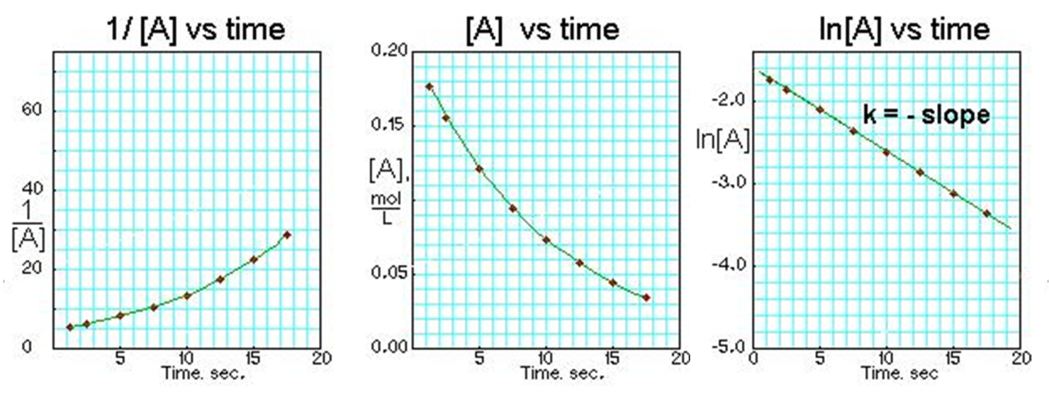 1/ [A] vs time
60
40
1
[A]
20
0
5
10
15
20
Time. sec.
[A] vs time
0.20
0.15
[A],
mol
L
0.05
0.00
5
10
15
20
Time. sec.
ln[A] vs time
-2.0
k = - slope
ln[A]
-3.0
-4.0
-5.0
0
5
10
15
20
Time. sec